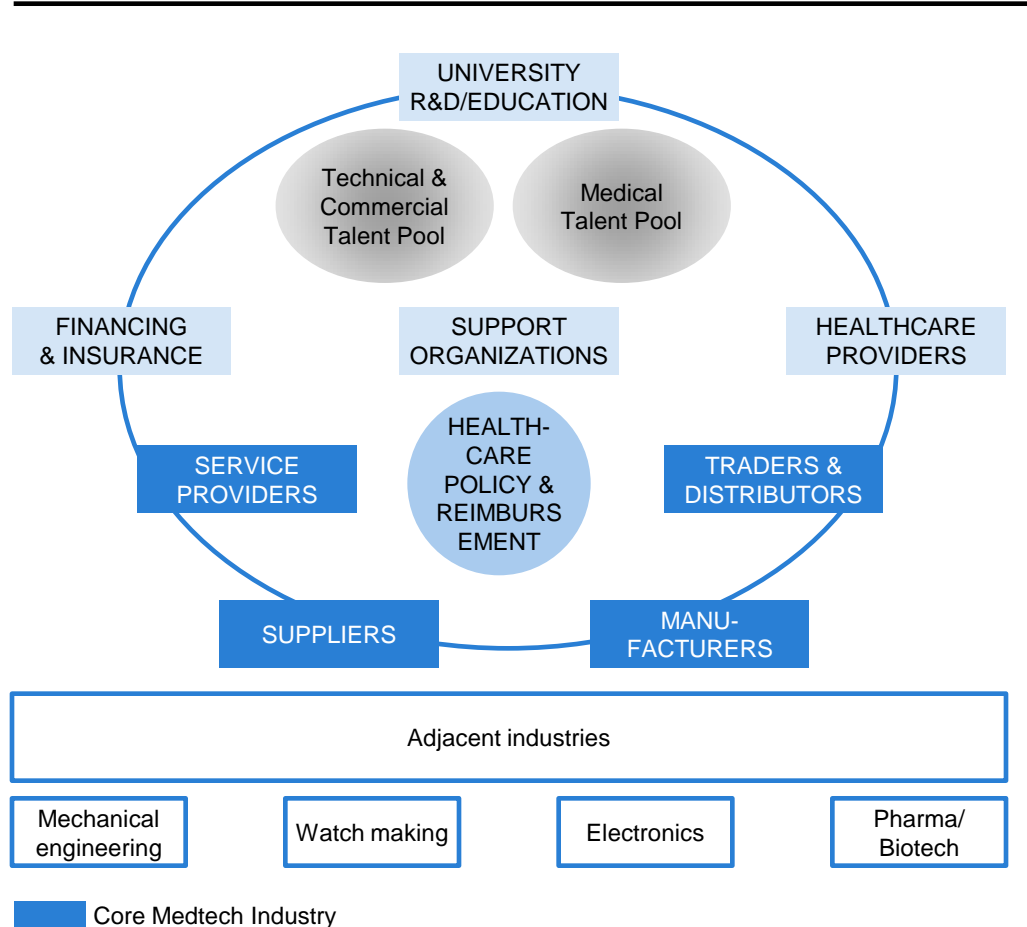 UNIVERSITY
R&D/EDUCATION
Technical &
Commercial
Talent Pool
Medical
Talent Pool
FINANCING
& INSURANCE
SUPPORT
ORGANIZATIONS
HEALTHCARE
PROVIDERS
HEALTH-
CARE
POLICY &
REIMBURS
EMENT
SERVICE
PROVIDERS
TRADERS &
DISTRIBUTORS
SUPPLIERS
MANU-
FACTURERS
Adjacent industries
Mechanical
engineering
Watch making
Electronics
Pharma/
Biotech
Core Medtech Industry